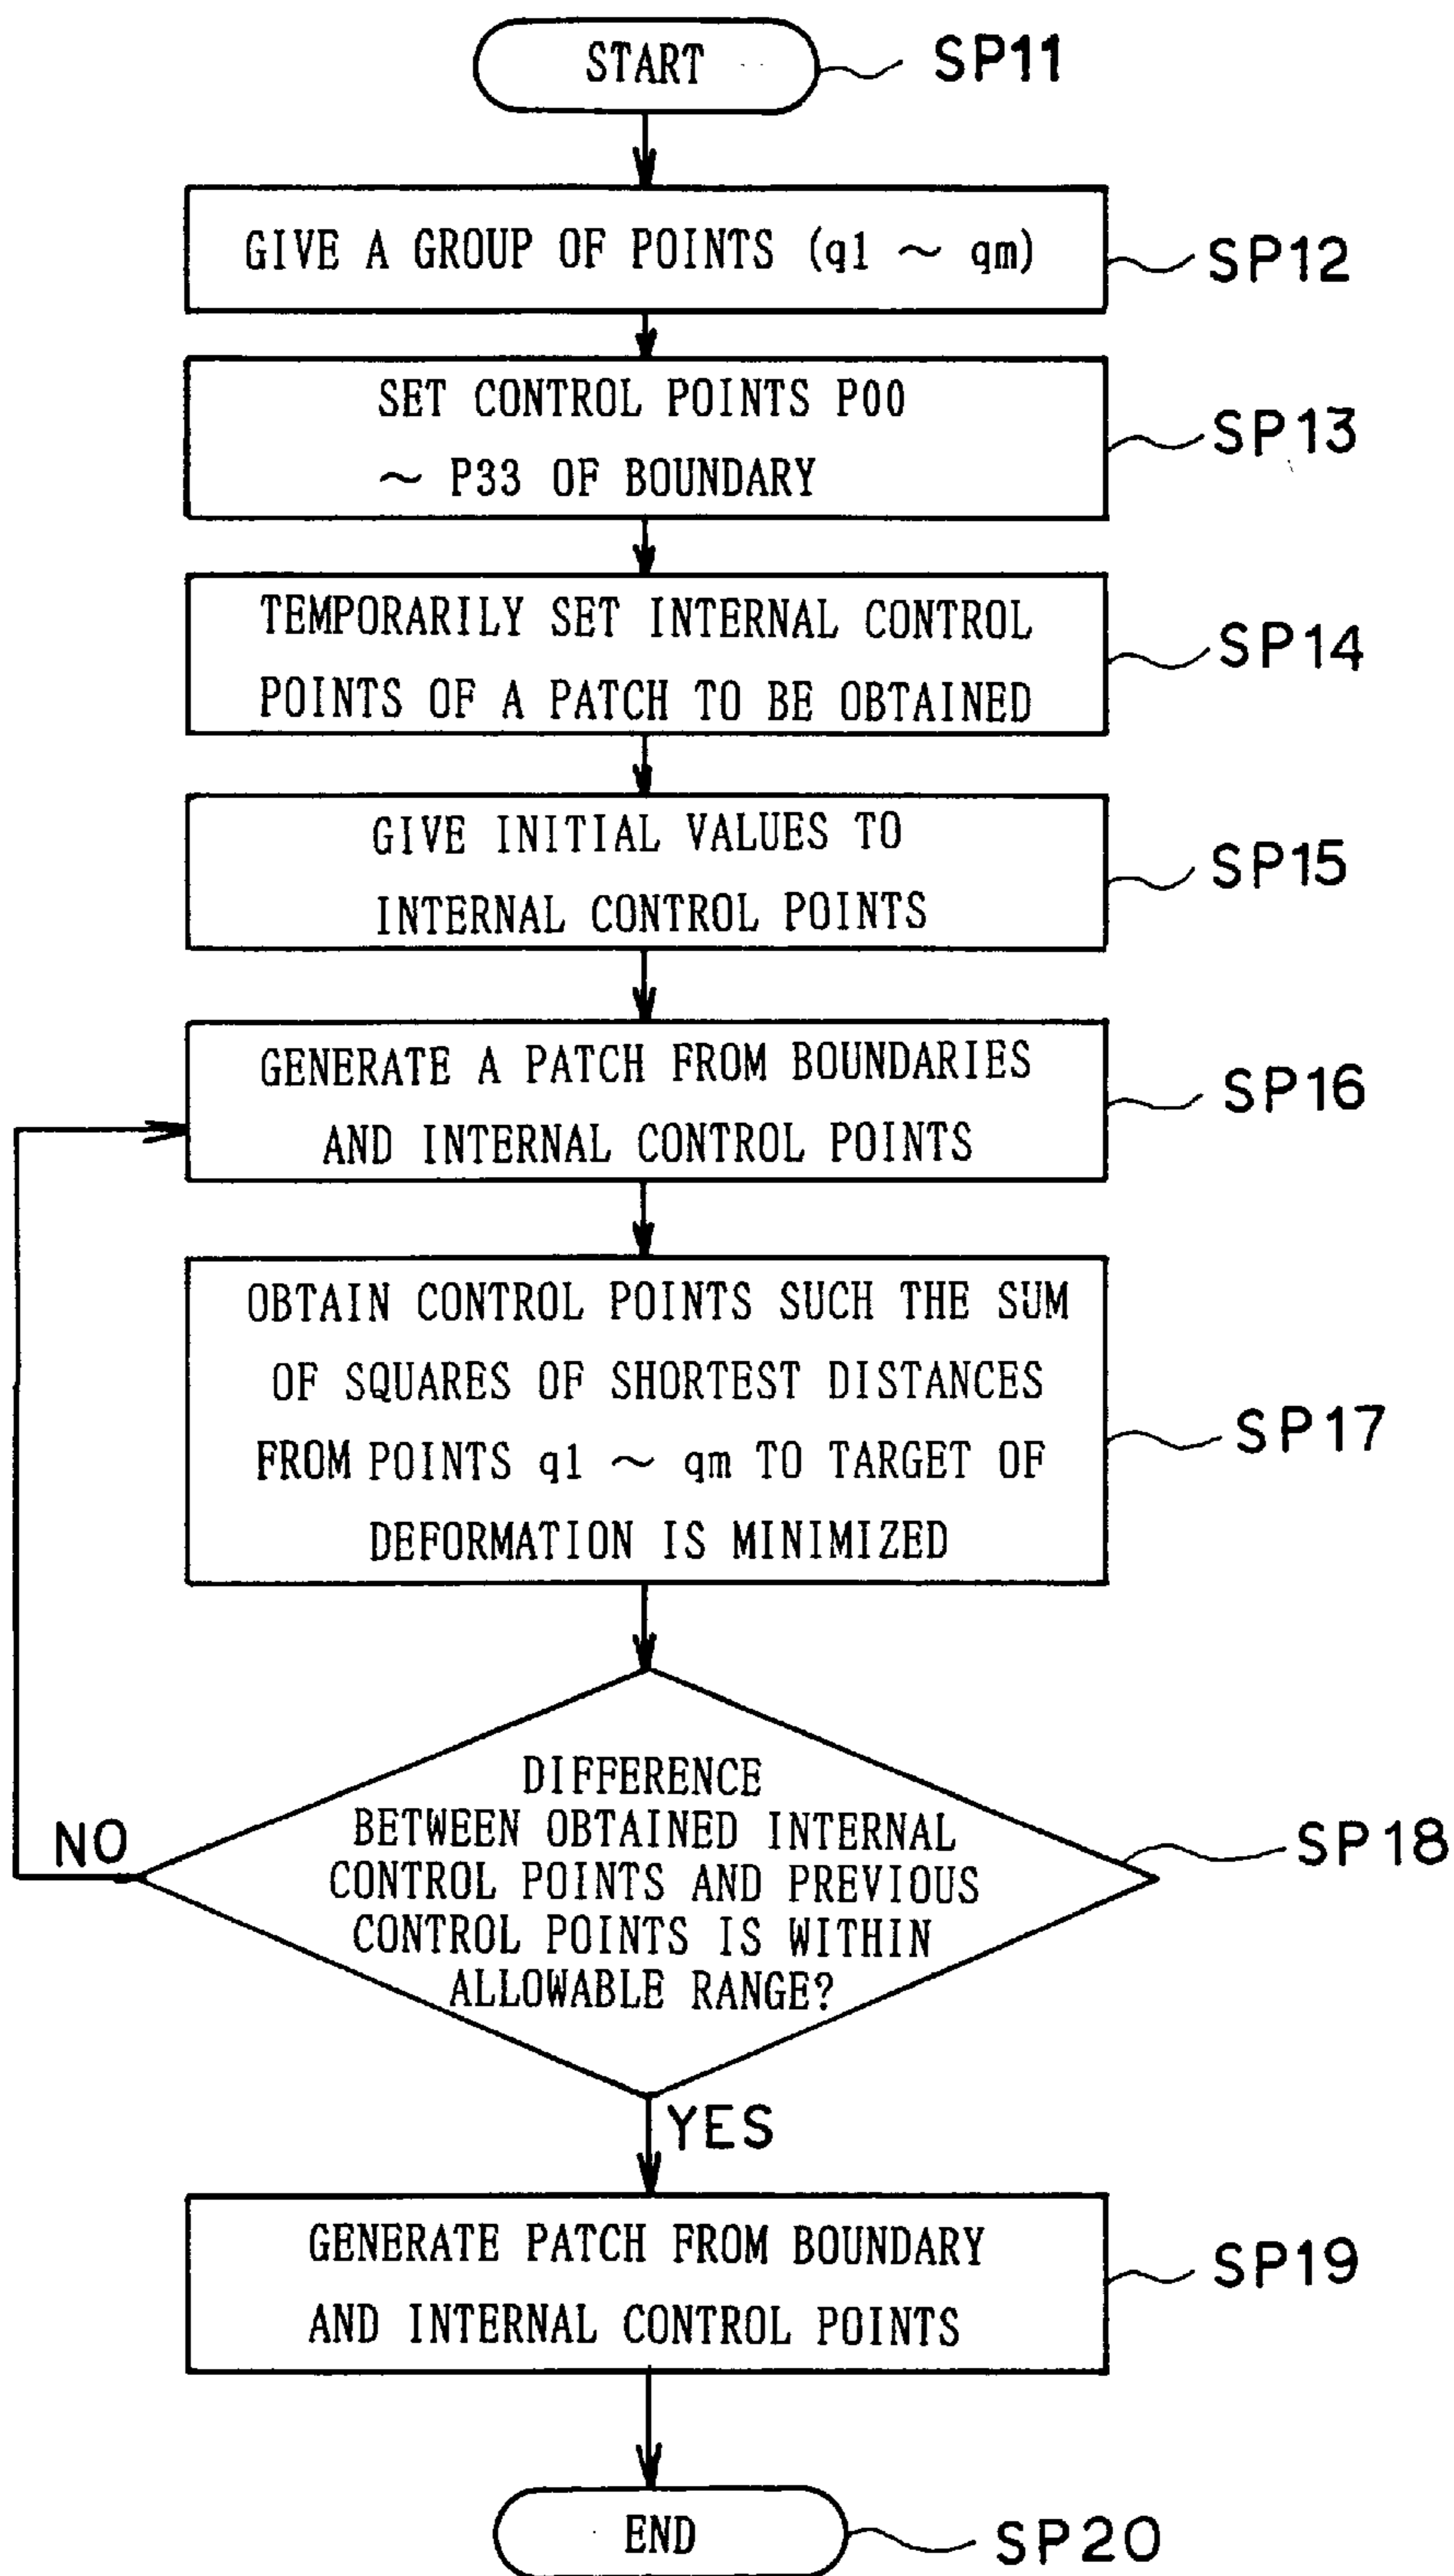 START
SP11
GIVE A GROUP OF POINTS (q1 ~ qm)
SP12
SET CONTROL POINTS P00
~ P33 OF BOUNDARY
SP13
TEMPORARILY SET INTERNAL CONTROL
POINTS OF A PATCH TO BE OBTAINED
SP14
GIVE INITIAL VALUES TO
INTERNAL CONTROL POINTS
SP15
GENERATE A PATCH FROM BOUNDARIES
AND INTERNAL CONTROL POINTS
SP16
OBTAIN CONTROL POINTS SUCH THE SUM
OF SQUARES OF SHORTEST DISTANCES
FROM POINTS q1 ~ qm TO TARGET OF
DEFORMATION IS MINIMIZED
SP17
DIFFERENCE
BETWEEN OBTAINED INTERNAL
CONTROL POINTS AND PREVIOUS
CONTROL POINTS IS WITHIN
ALLOWABLE RANGE?
SP18
NO
YES
GENERATE PATCH FROM BOUNDARY
AND INTERNAL CONTROL POINTS
SP19
END
SP20